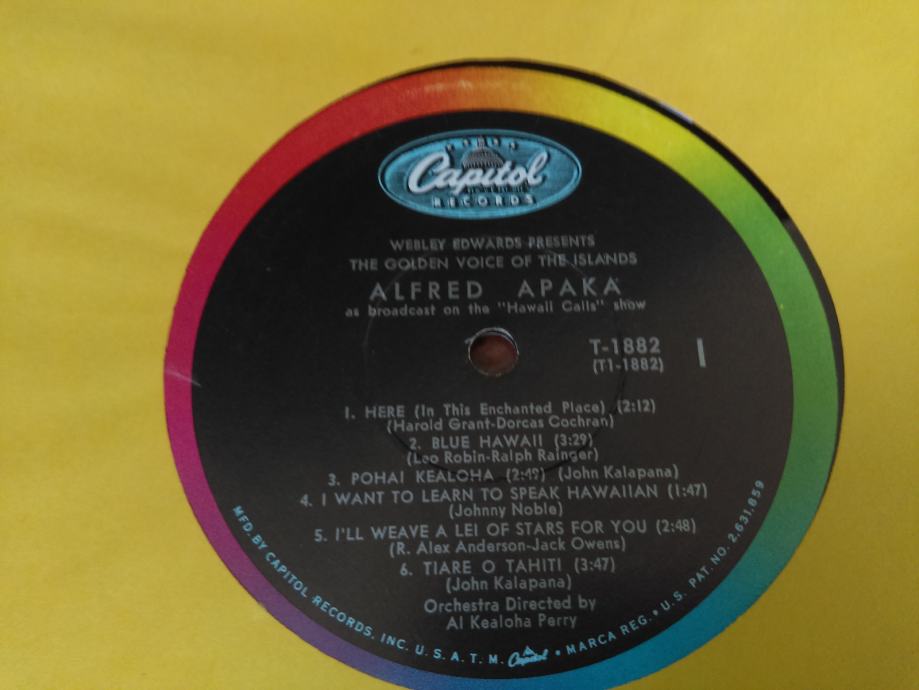 Capitol
RECORDS
WEBLEY EDWARDS PRESENTS
THE GOLDEN VOICE OF THE ISLANDS
ALFRED APAKA
as broadcast on the "Hawaii Calls" show
T-1882
(T1-1882)
1
1. HERE (In This Enchanted Place) (2:12)
(Harold Grant-Dorcas Cochran)
2. BLUE HAWAII (3:29)
(Leo Robin-Ralph Rainger)
3. POHAI KEALOHA (2:49) (John Kalapana)
4. I WANT TO LEARN TO SPEAK HAWAIIAN (1:47)
(Johnny Noble)
5. I'LL WEAVE A LEI OF STARS FOR YOU (2:48)
(R. Alex Anderson-Jack Owens)
6. TIARE O TAHITI (3:47)
(John Kalapana)
Orchestra Directed by
Al Kealoha Perry
MFD. BY CAPITOL RECORDS, INC. U.S.A. T.M. Capitol • MARCA REG. • U.S. PAT. NO. 2,631,859